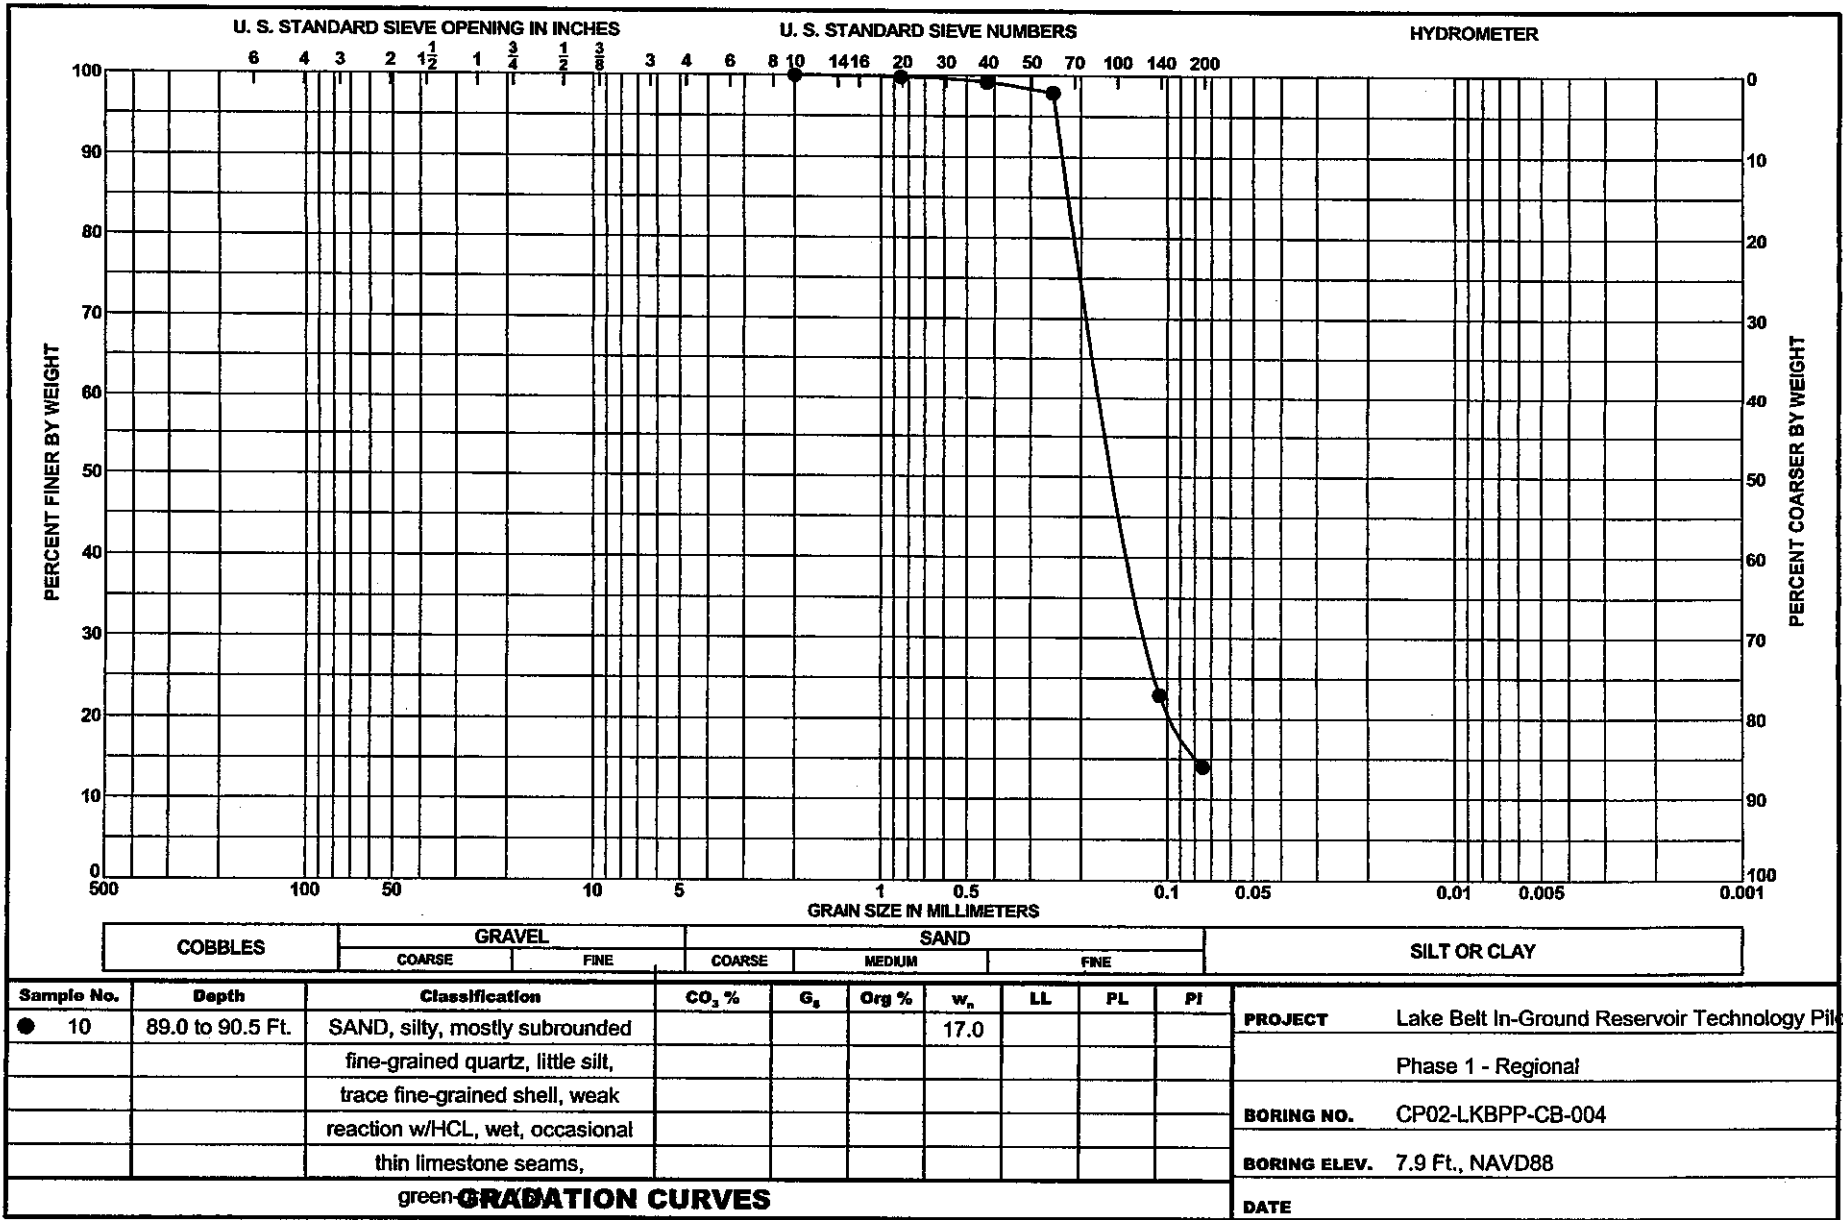 U. S. STANDARD SIEVE OPENING IN INCHES
U. S. STANDARD SIEVE NUMBERS
HYDROMETER
6 4 3 2 1 1/2 1 3/4 1/2 3/8 3 4 6 8 10 14 16 20 30 40 50 70 100 140 200
100
90
80
70
60
50
40
30
20
10
0
PERCENT FINER BY WEIGHT
0
10
20
30
40
50
60
70
80
90
100
PERCENT COARSER BY WEIGHT
500 100 50 10 5 1 0.5 0.1 0.05 0.01 0.005 0.001
GRAIN SIZE IN MILLIMETERS
COBBLES GRAVEL SAND SILT OR CLAY
COARSE FINE COARSE MEDIUM FINE
Sample No. Depth Classification CO3 % Gs Org % wn LL PL PI
10 89.0 to 90.5 Ft. SAND, silty, mostly subrounded 17.0
fine-grained quartz, little silt,
trace fine-grained shell, weak
reaction w/HCL, wet, occasional
thin limestone seams,
GRADATION CURVES
PROJECT Lake Belt In-Ground Reservoir Technology Pilo
Phase 1 - Regional
BORING NO. CP02-LKBPP-CB-004
BORING ELEV. 7.9 Ft., NAVD88
DATE